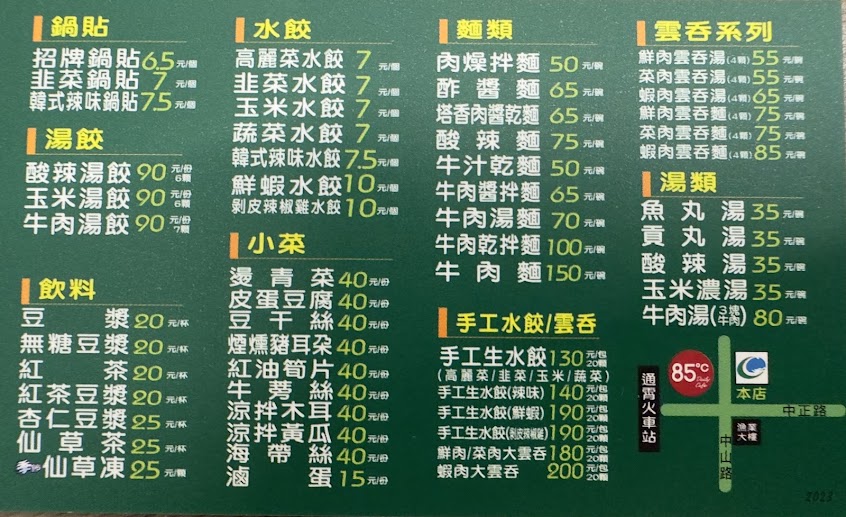 鍋貼
招牌鍋貼 6.5 元/個
韭菜鍋貼 7 元/個
韓式辣味鍋貼 7.5 元/個
湯餃
酸辣湯餃 90 元/份 6顆
玉米湯餃 90 元/份 6顆
牛肉湯餃 90 元/份 7顆
飲料
豆漿 20 元/杯
無糖豆漿 20 元/杯
紅茶 20 元/杯
紅茶豆漿 20 元/杯
杏仁豆漿 25 元/杯
仙草茶 25 元/杯
仙草凍 25 元/顆
水餃
高麗菜水餃 7 元/個
韭菜水餃 7 元/個
玉米水餃 7 元/個
蔬菜水餃 7 元/個
韓式辣味水餃 7.5 元/個
鮮蝦水餃 10 元/個
剝皮辣椒雞水餃 10 元/個
小菜
燙青菜 40 元/份
皮蛋豆腐 40 元/份
豆干絲 40 元/份
煙燻豬耳朵 40 元/份
紅油筍片 40 元/份
牛蒡絲 40 元/份
涼拌木耳 40 元/份
涼拌黃瓜 40 元/份
海帶絲 40 元/份
滷蛋 15 元/份
麵類
肉燥拌麵 50 元/碗
酢醬麵 65 元/碗
塔香肉醬乾麵 65 元/碗
酸辣麵 75 元/碗
牛汁乾麵 50 元/碗
牛肉醬拌麵 65 元/碗
牛肉湯麵 70 元/碗
牛肉乾拌麵 100 元/碗
牛肉麵 150 元/碗
手工水餃/雲吞
手工生水餃 130 元/包 20顆
(高麗菜/韭菜/玉米/蔬菜)
手工生水餃(辣味) 140 元/包 20顆
手工生水餃(鮮蝦) 190 元/包 20顆
手工生水餃(剝皮辣椒雞) 190 元/包 20顆
鮮肉/菜肉大雲吞 180 元/包 20顆
蝦肉大雲吞 200 元/包 20顆
雲吞系列
鮮肉雲吞湯(4顆) 55 元/碗
菜肉雲吞湯(4顆) 55 元/碗
蝦肉雲吞湯(4顆) 65 元/碗
鮮肉雲吞麵(4顆) 75 元/碗
菜肉雲吞麵(4顆) 75 元/碗
蝦肉雲吞麵(4顆) 85 元/碗
湯類
魚丸湯 35 元/碗
貢丸湯 35 元/碗
酸辣湯 35 元/碗
玉米濃湯 35 元/碗
牛肉湯(3塊牛肉) 80 元/碗
通霄火車站
85°C
Daily Cafe
本店
中正路
漁業大樓
中山路
2023